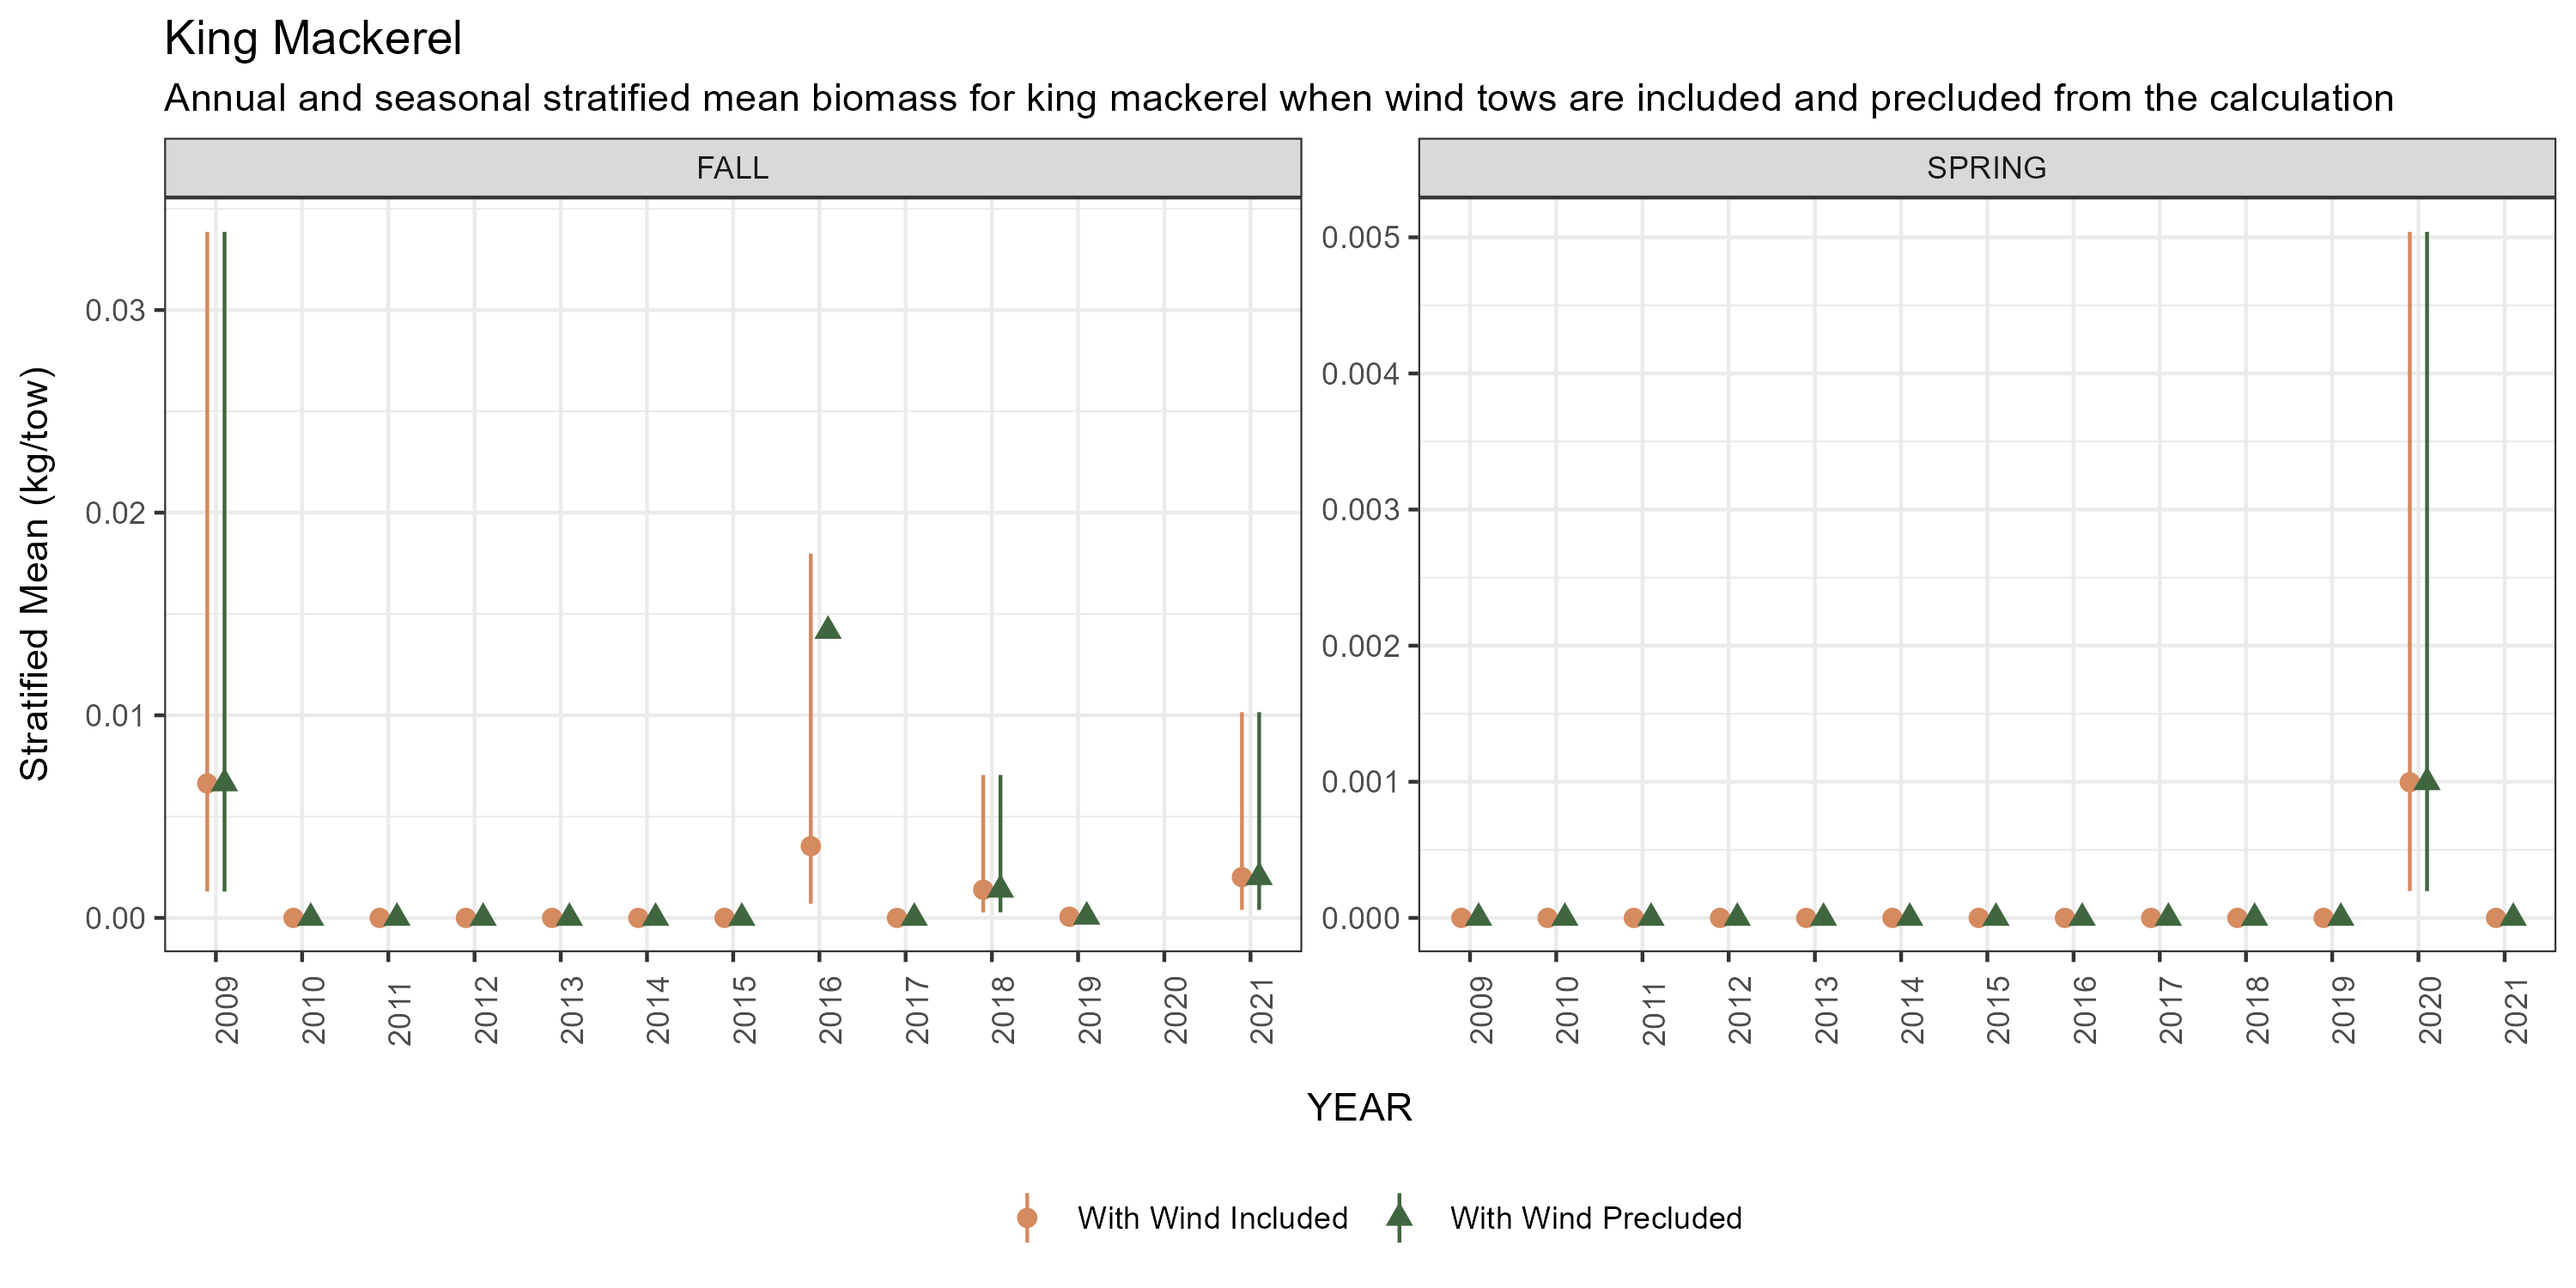 King Mackerel
Annual and seasonal stratified mean biomass for king mackerel when wind tows are included and precluded from the calculation
FALL
SPRING
Stratified Mean (kg/tow)
0.03
0.02
0.01
0.00
0.005
0.004
0.003
0.002
0.001
0.000
2009 2010 2011 2012 2013 2014 2015 2016 2017 2018 2019 2020 2021
2009 2010 2011 2012 2013 2014 2015 2016 2017 2018 2019 2020 2021
YEAR
With Wind Included With Wind Precluded